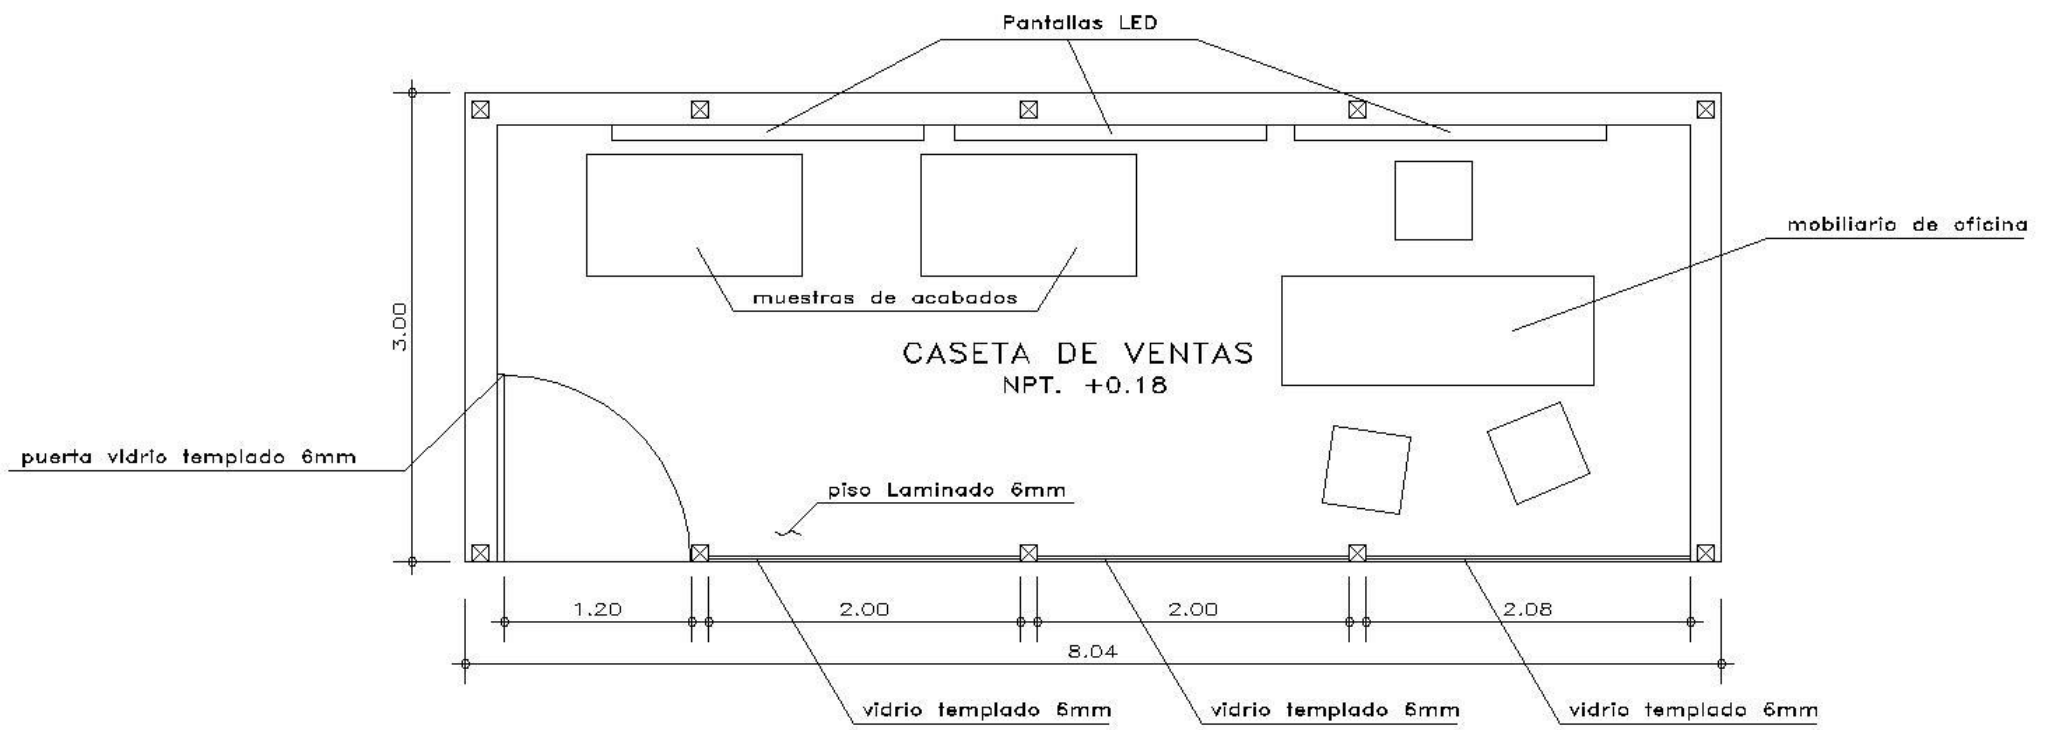 Pantallas LED
mobiliario de oficina
muestras de acabados
3.00
CASETA DE VENTAS
NPT. +0.18
puerta vidrio templado 6mm
piso Laminado 6mm
1.20
2.00
2.00
2.08
8.04
vidrio templado 6mm
vidrio templado 6mm
vidrio templado 6mm